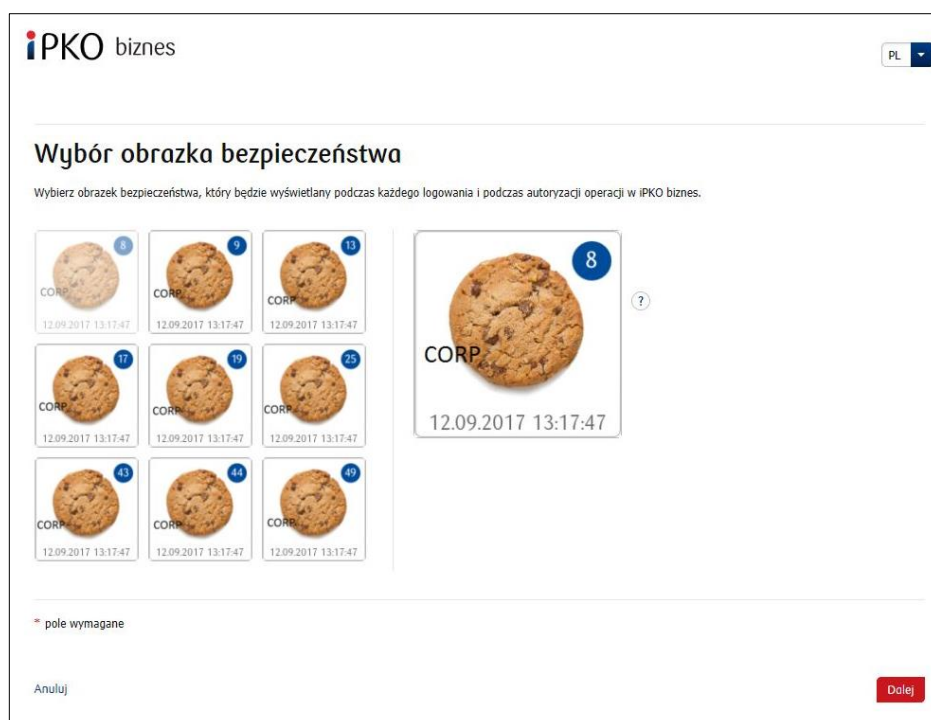 iPKO biznes
PL
Wybór obrazka bezpieczeństwa
Wybierz obrazek bezpieczeństwa, który będzie wyświetlany podczas każdego logowania i podczas autoryzacji operacji w iPKO biznes.
8 9 13
CORP CORP CORP
12.09.2017 13:17:47 12.09.2017 13:17:47 12.09.2017 13:17:47
17 19 25
CORP CORP CORP
12.09.2017 13:17:47 12.09.2017 13:17:47 12.09.2017 13:17:47
43 44 49
CORP CORP CORP
12.09.2017 13:17:47 12.09.2017 13:17:47 12.09.2017 13:17:47
8
?
CORP
12.09.2017 13:17:47
* pole wymagane
Anuluj
Dalej